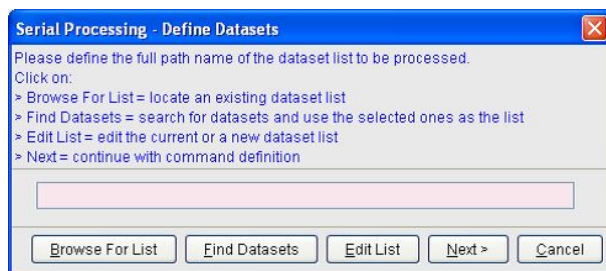 Serial Processing - Define Datasets
Please define the full path name of the dataset list to be processed.
Click on:
> Browse For List = locate an existing dataset list
> Find Datasets = search for datasets and use the selected ones as the list
> Edit List = edit the current or a new dataset list
> Next = continue with command definition
Browse For List Find Datasets Edit List Next > Cancel